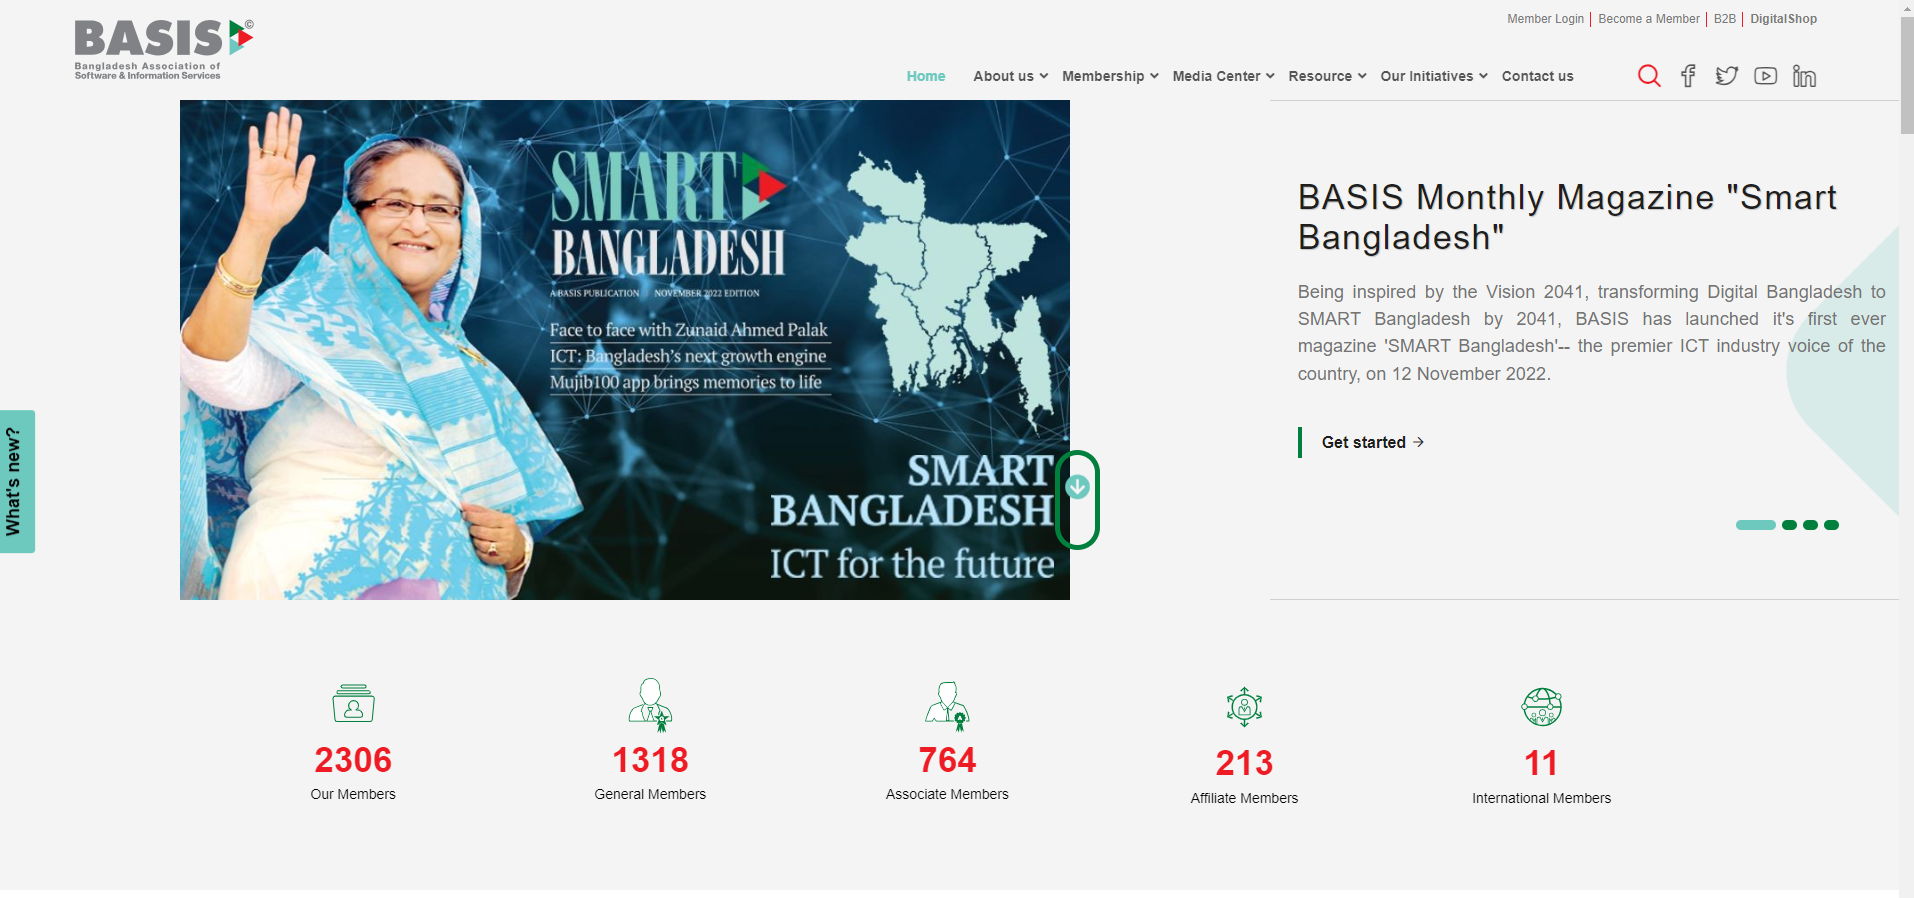 Member Login
Become a Member
B2B
DigitalShop
BASIS©
Bangladesh Association of
Software & Information Services
Home
About us
Membership
Media Center
Resource
Our Initiatives
Contact us
SMART
BANGLADESH
A BASIS PUBLICATION NOVEMBER 2022 EDITION
Face to face with Zunaid Ahmed Palak
ICT: Bangladesh's next growth engine
Mujib100 app brings memories to life
SMART
BANGLADESH
ICT for the future
BASIS Monthly Magazine "Smart
Bangladesh"
Being inspired by the Vision 2041, transforming Digital Bangladesh to
SMART Bangladesh by 2041, BASIS has launched it's first ever
magazine 'SMART Bangladesh'-- the premier ICT industry voice of the
country, on 12 November 2022.
Get started →
What's new?
2306
Our Members
1318
General Members
764
Associate Members
213
Affiliate Members
11
International Members